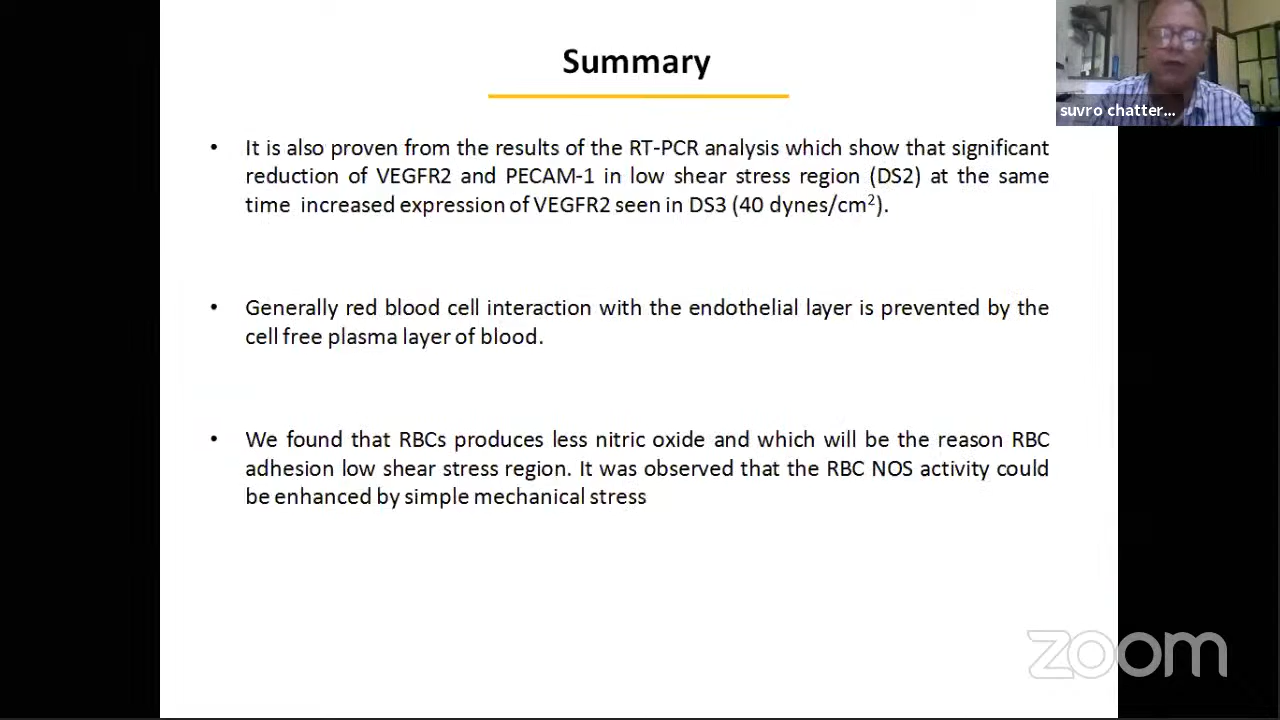 Summary
suvro chatter...
• It is also proven from the results of the RT-PCR analysis which show that significant
reduction of VEGFR2 and PECAM-1 in low shear stress region (DS2) at the same
time increased expression of VEGFR2 seen in DS3 (40 dynes/cm²).
• Generally red blood cell interaction with the endothelial layer is prevented by the
cell free plasma layer of blood.
• We found that RBCs produces less nitric oxide and which will be the reason RBC
adhesion low shear stress region. It was observed that the RBC NOS activity could
be enhanced by simple mechanical stress
zoom